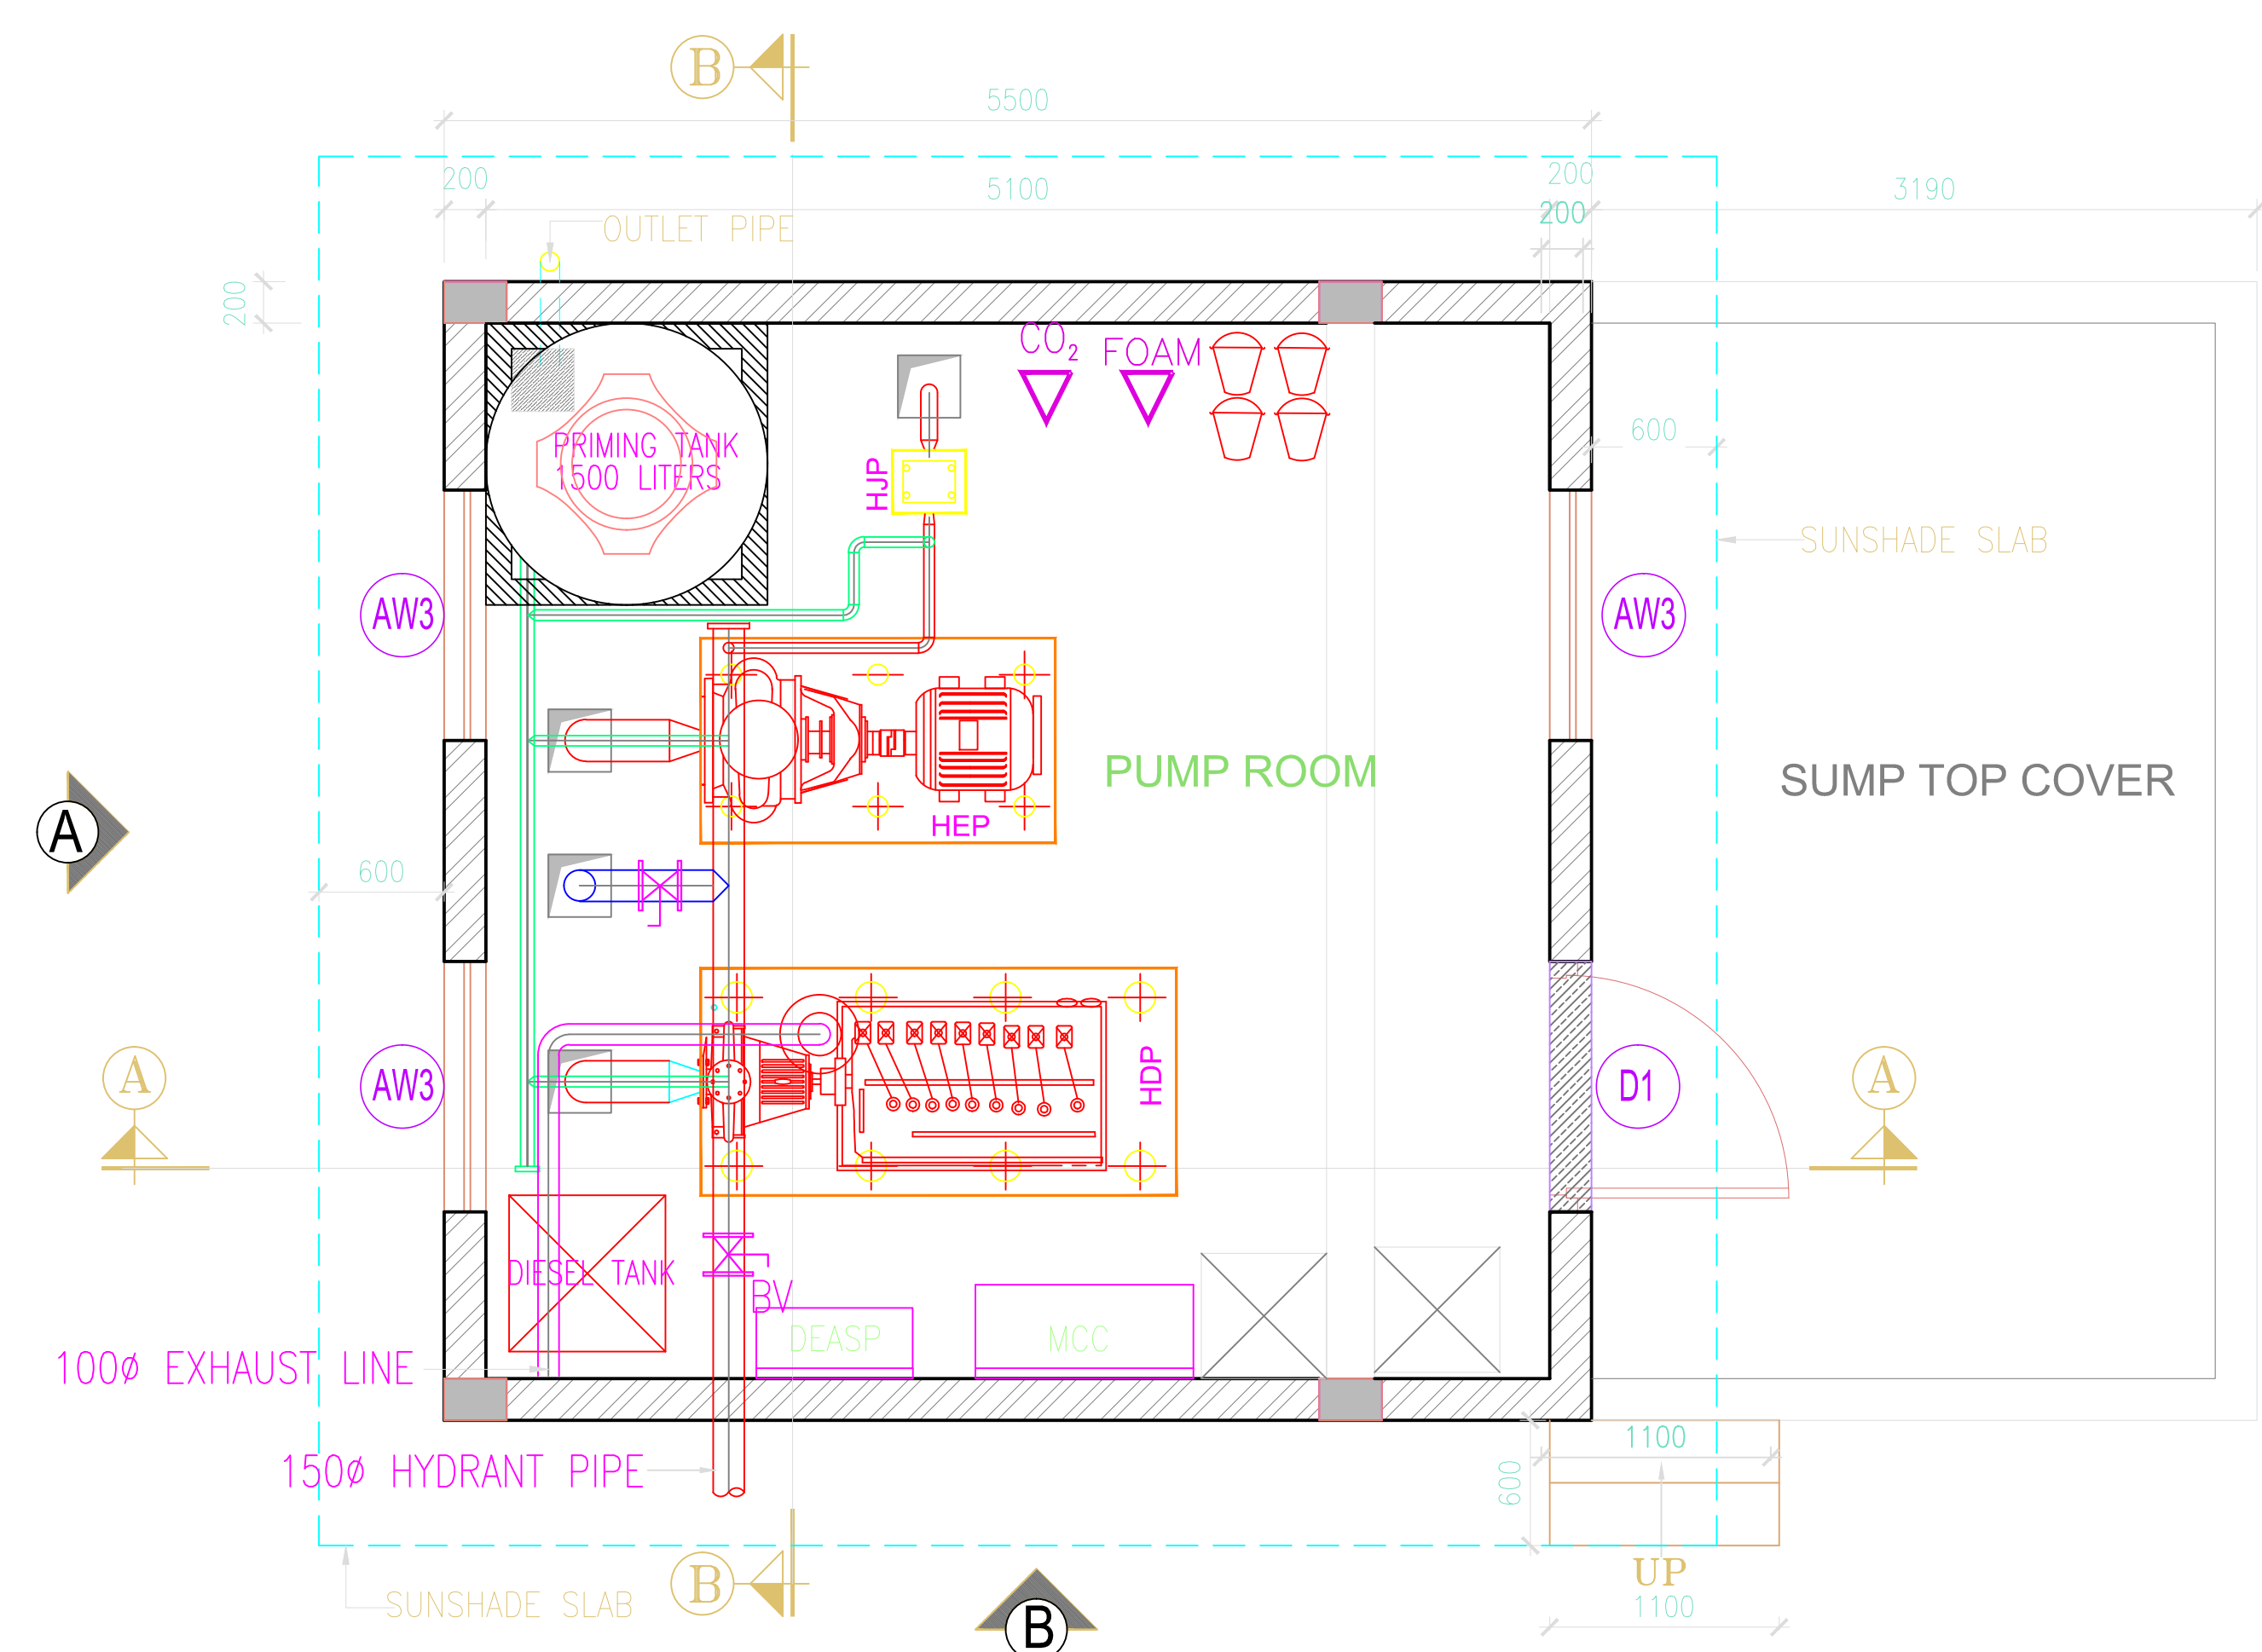 B
5500
200
5100
200
3190
200
OUTLET PIPE
200
CO2
FOAM
600
PRIMING TANK
1500 LITERS
HJP
SUNSHADE SLAB
AW3
AW3
PUMP ROOM
SUMP TOP COVER
HEP
A
600
A
AW3
HDP
D1
A
DIESEL TANK
BV
DEASP
MCC
100ø EXHAUST LINE
1100
150ø HYDRANT PIPE
600
B
UP
SUNSHADE SLAB
1100
B